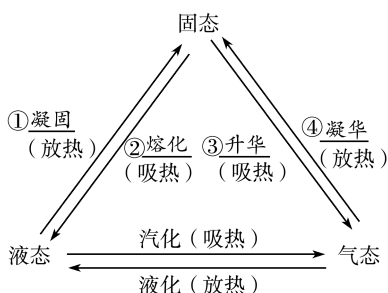 固态
①凝固
（放热）
②熔化
（吸热）
③升华
（吸热）
④凝华
（放热）
液态
汽化（吸热）
气态
液化（放热）